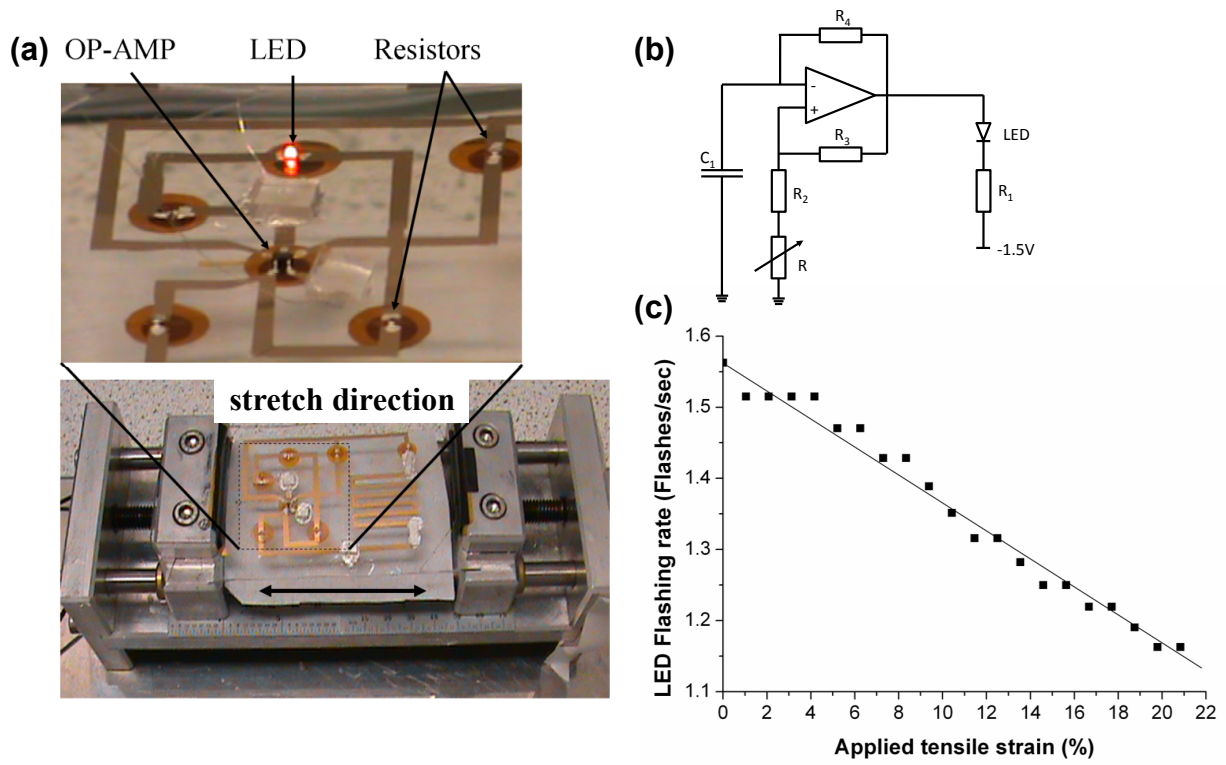 (a) OP-AMP LED Resistors
stretch direction
(b)
R4
-
+
R3
LED
C1
R2
R1
R
-1.5V
(c)
LED Flashing rate (Flashes/sec)
1.6
1.5
1.4
1.3
1.2
1.1
0 2 4 6 8 10 12 14 16 18 20 22
Applied tensile strain (%)